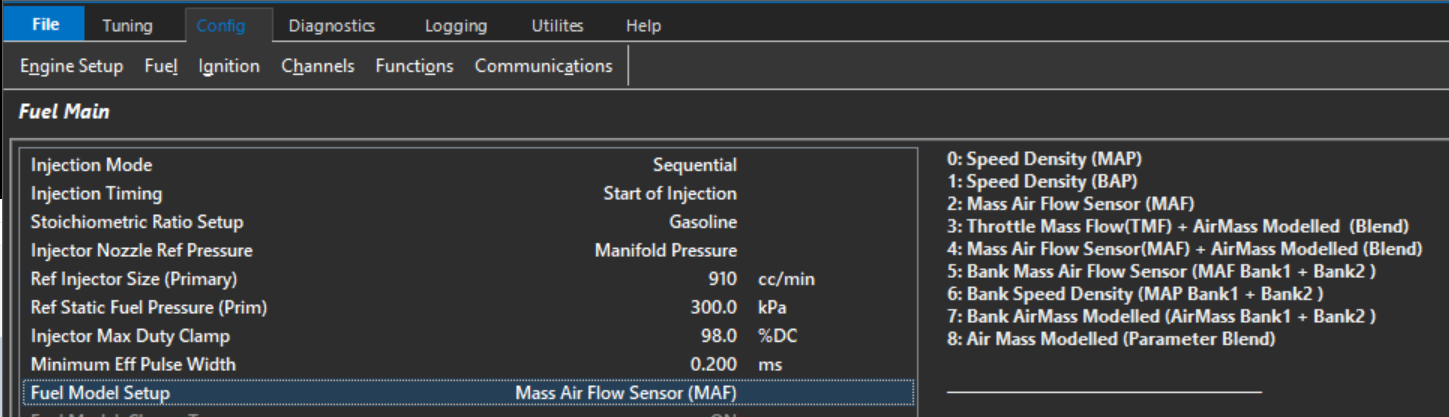 File Tuning Config Diagnostics Logging Utilites Help
Engine Setup Fuel Ignition Channels Functions Communications
Fuel Main
Injection Mode Sequential
Injection Timing Start of Injection
Stoichiometric Ratio Setup Gasoline
Injector Nozzle Ref Pressure Manifold Pressure
Ref Injector Size (Primary) 910 cc/min
Ref Static Fuel Pressure (Prim) 300.0 kPa
Injector Max Duty Clamp 98.0 %DC
Minimum Eff Pulse Width 0.200 ms
Fuel Model Setup Mass Air Flow Sensor (MAF)
0: Speed Density (MAP)
1: Speed Density (BAP)
2: Mass Air Flow Sensor (MAF)
3: Throttle Mass Flow(TMF) + AirMass Modelled (Blend)
4: Mass Air Flow Sensor(MAF) + AirMass Modelled (Blend)
5: Bank Mass Air Flow Sensor (MAF Bank1 + Bank2 )
6: Bank Speed Density (MAP Bank1 + Bank2 )
7: Bank AirMass Modelled (AirMass Bank1 + Bank2 )
8: Air Mass Modelled (Parameter Blend)